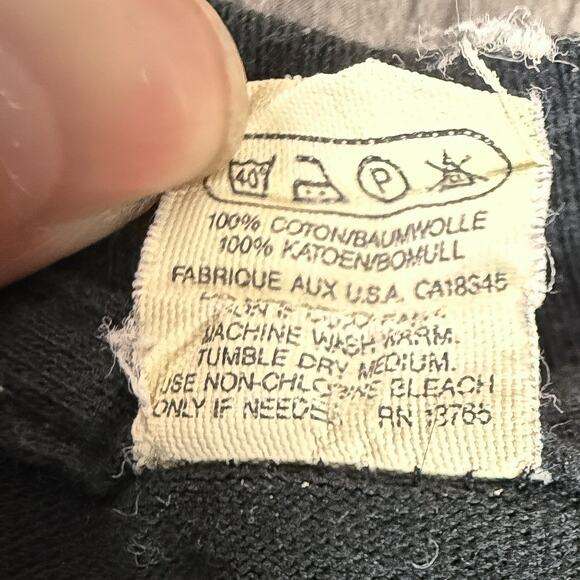 40°
P
100% COTON/BAUMWOLLE
100% KATOEN/BOMULL
FABRIQUE AUX U.S.A. CA18345
MACHINE WASH WARM.
TUMBLE DRY MEDIUM.
USE NON-CHLORINE BLEACH
ONLY IF NEEDED. RN 13765